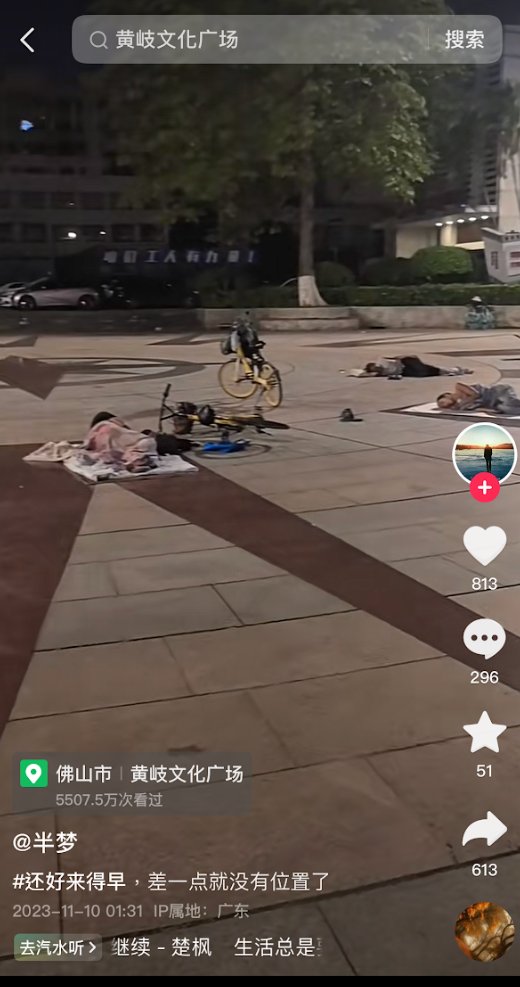 黄岐文化广场 搜索
咱们工人有力量！
813
296
51
613
佛山市 | 黄岐文化广场
5507.5万次看过
@半梦
#还好来得早，差一点就没有位置了
2023-11-10 01:31 IP属地：广东
去汽水听 > 继续 - 楚枫 生活总是